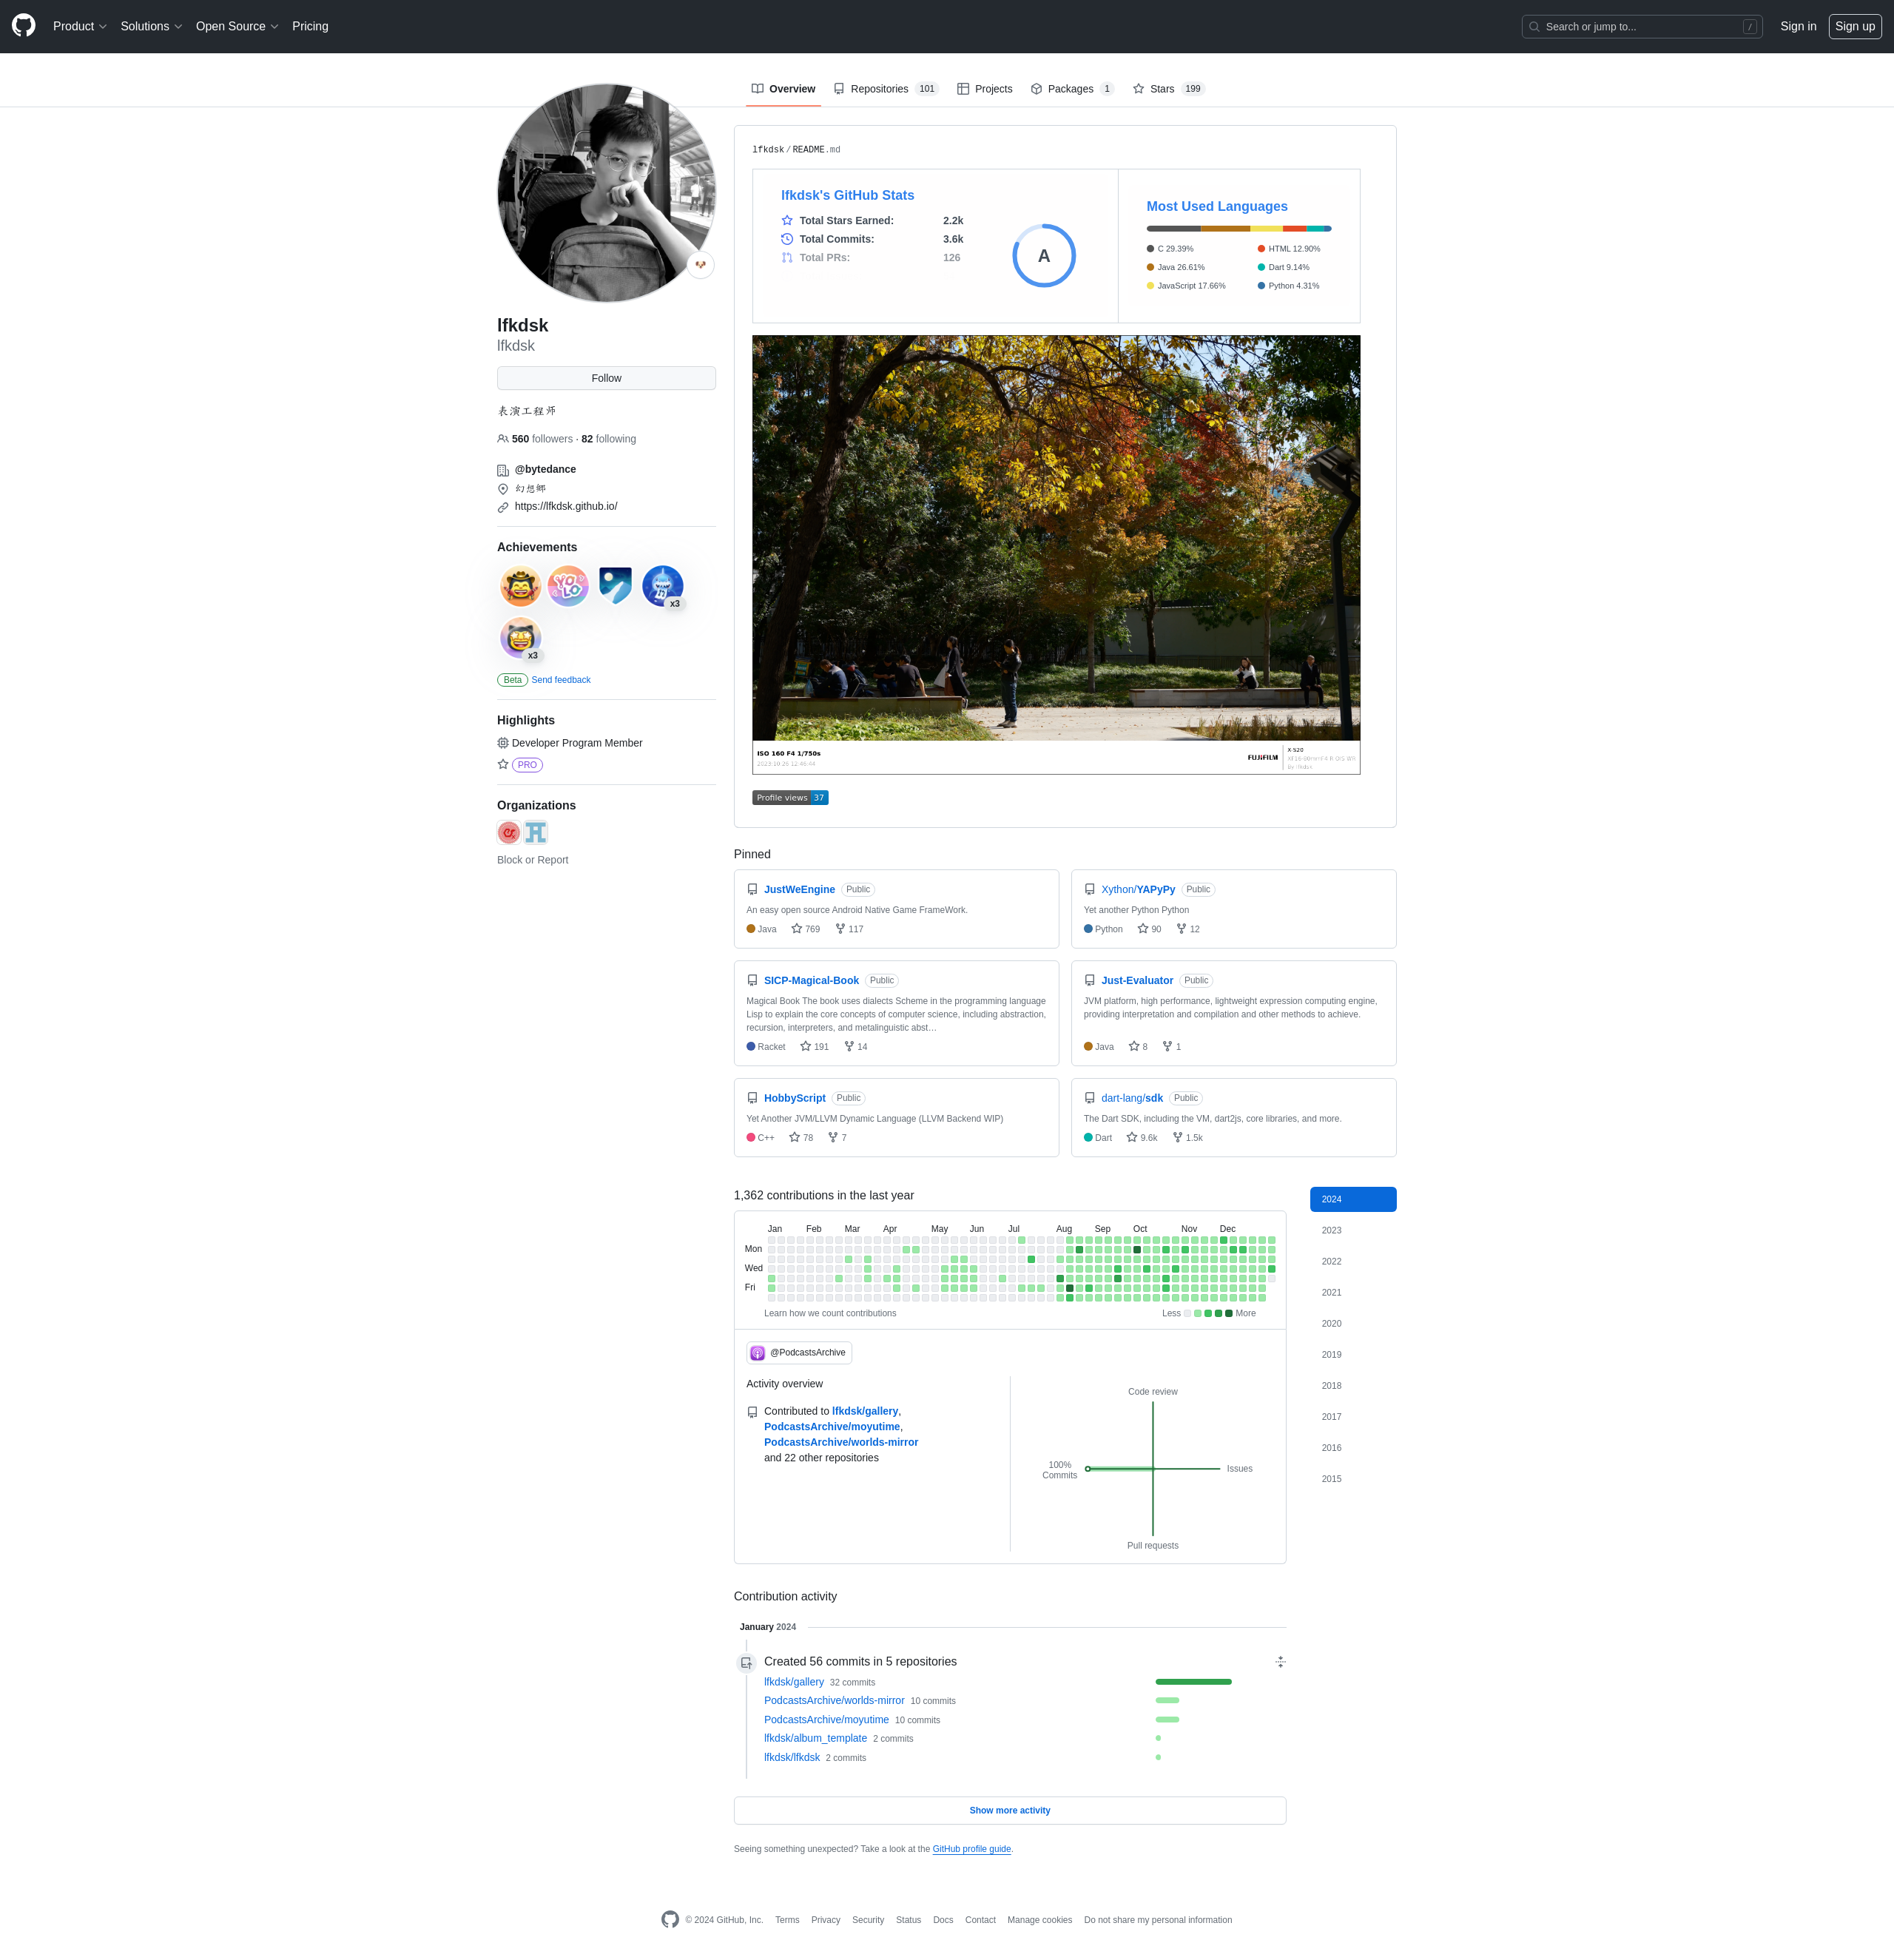 Product
Solutions
Open Source
Pricing
Search or jump to...
/
Sign in
Sign up
Overview
Repositories 101
Projects
Packages 1
Stars 199
lfkdsk
lfkdsk
Follow
表演工程师
560 followers · 82 following
@bytedance
幻想郷
https://lfkdsk.github.io/
Achievements
YOLO
x3
x3
Beta Send feedback
Highlights
Developer Program Member
PRO
Organizations
Block or Report
lfkdsk / README.md
lfkdsk's GitHub Stats
Total Stars Earned: 2.2k
Total Commits: 3.6k
Total PRs: 126
A
Most Used Languages
C 29.39%
HTML 12.90%
Java 26.61%
Dart 9.14%
JavaScript 17.66%
Python 4.31%
ISO 160 F4 1/750s
FUJIFILM
X-S20
By lfkdsk
Profile views 37
Pinned
JustWeEngine Public
An easy open source Android Native Game FrameWork.
Java 769 117
Xython/YAPyPy Public
Yet another Python Python
Python 90 12
SICP-Magical-Book Public
Magical Book The book uses dialects Scheme in the programming language
Lisp to explain the core concepts of computer science, including abstraction,
recursion, interpreters, and metalinguistic abst…
Racket 191 14
Just-Evaluator Public
JVM platform, high performance, lightweight expression computing engine,
providing interpretation and compilation and other methods to achieve.
Java 8 1
HobbyScript Public
Yet Another JVM/LLVM Dynamic Language (LLVM Backend WIP)
C++ 78 7
dart-lang/sdk Public
The Dart SDK, including the VM, dart2js, core libraries, and more.
Dart 9.6k 1.5k
1,362 contributions in the last year
Jan Feb Mar Apr May Jun Jul Aug Sep Oct Nov Dec
Mon
Wed
Fri
Learn how we count contributions
Less More
@PodcastsArchive
Activity overview
Contributed to lfkdsk/gallery,
PodcastsArchive/moyutime,
PodcastsArchive/worlds-mirror
and 22 other repositories
Code review
100%
Commits
Issues
Pull requests
2024
2023
2022
2021
2020
2019
2018
2017
2016
2015
Contribution activity
January 2024
Created 56 commits in 5 repositories
lfkdsk/gallery 32 commits
PodcastsArchive/worlds-mirror 10 commits
PodcastsArchive/moyutime 10 commits
lfkdsk/album_template 2 commits
lfkdsk/lfkdsk 2 commits
Show more activity
Seeing something unexpected? Take a look at the GitHub profile guide.
© 2024 GitHub, Inc.
Terms
Privacy
Security
Status
Docs
Contact
Manage cookies
Do not share my personal information